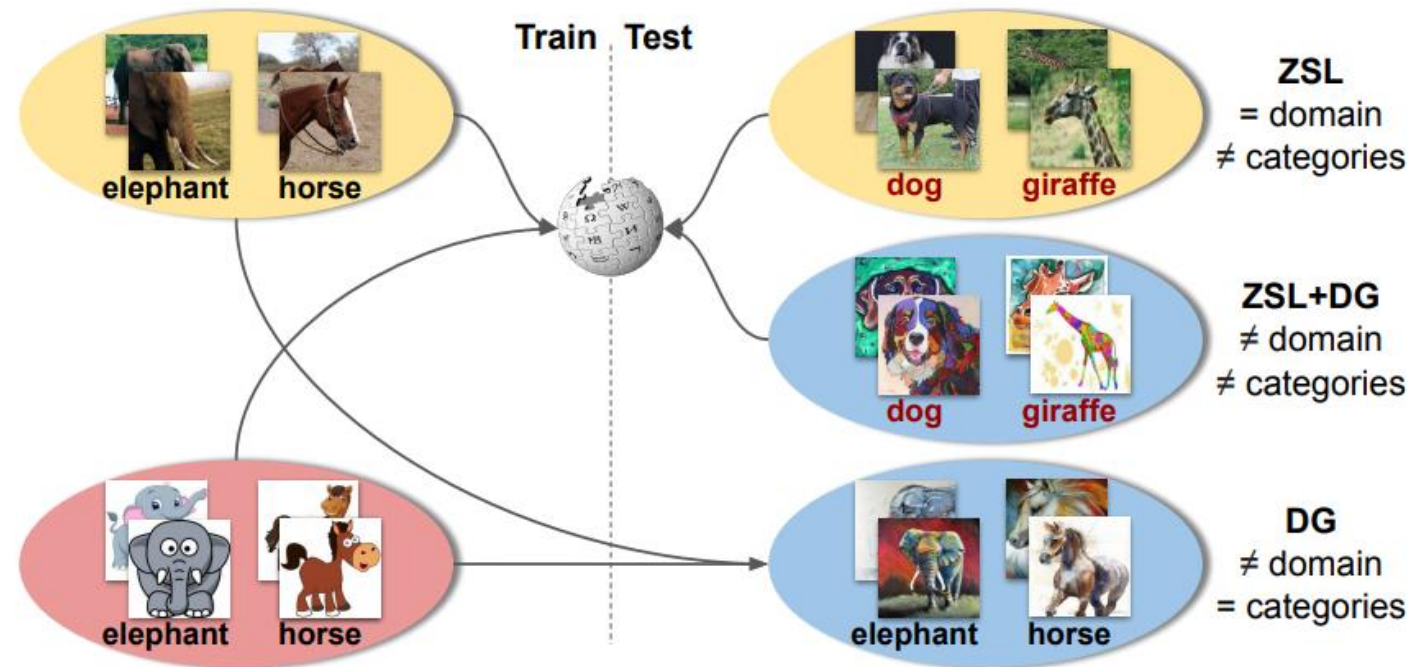 Train Test
elephant horse
dog giraffe
ZSL
= domain
≠ categories
dog giraffe
ZSL+DG
≠ domain
≠ categories
elephant horse
elephant horse
DG
≠ domain
= categories
Ω W И